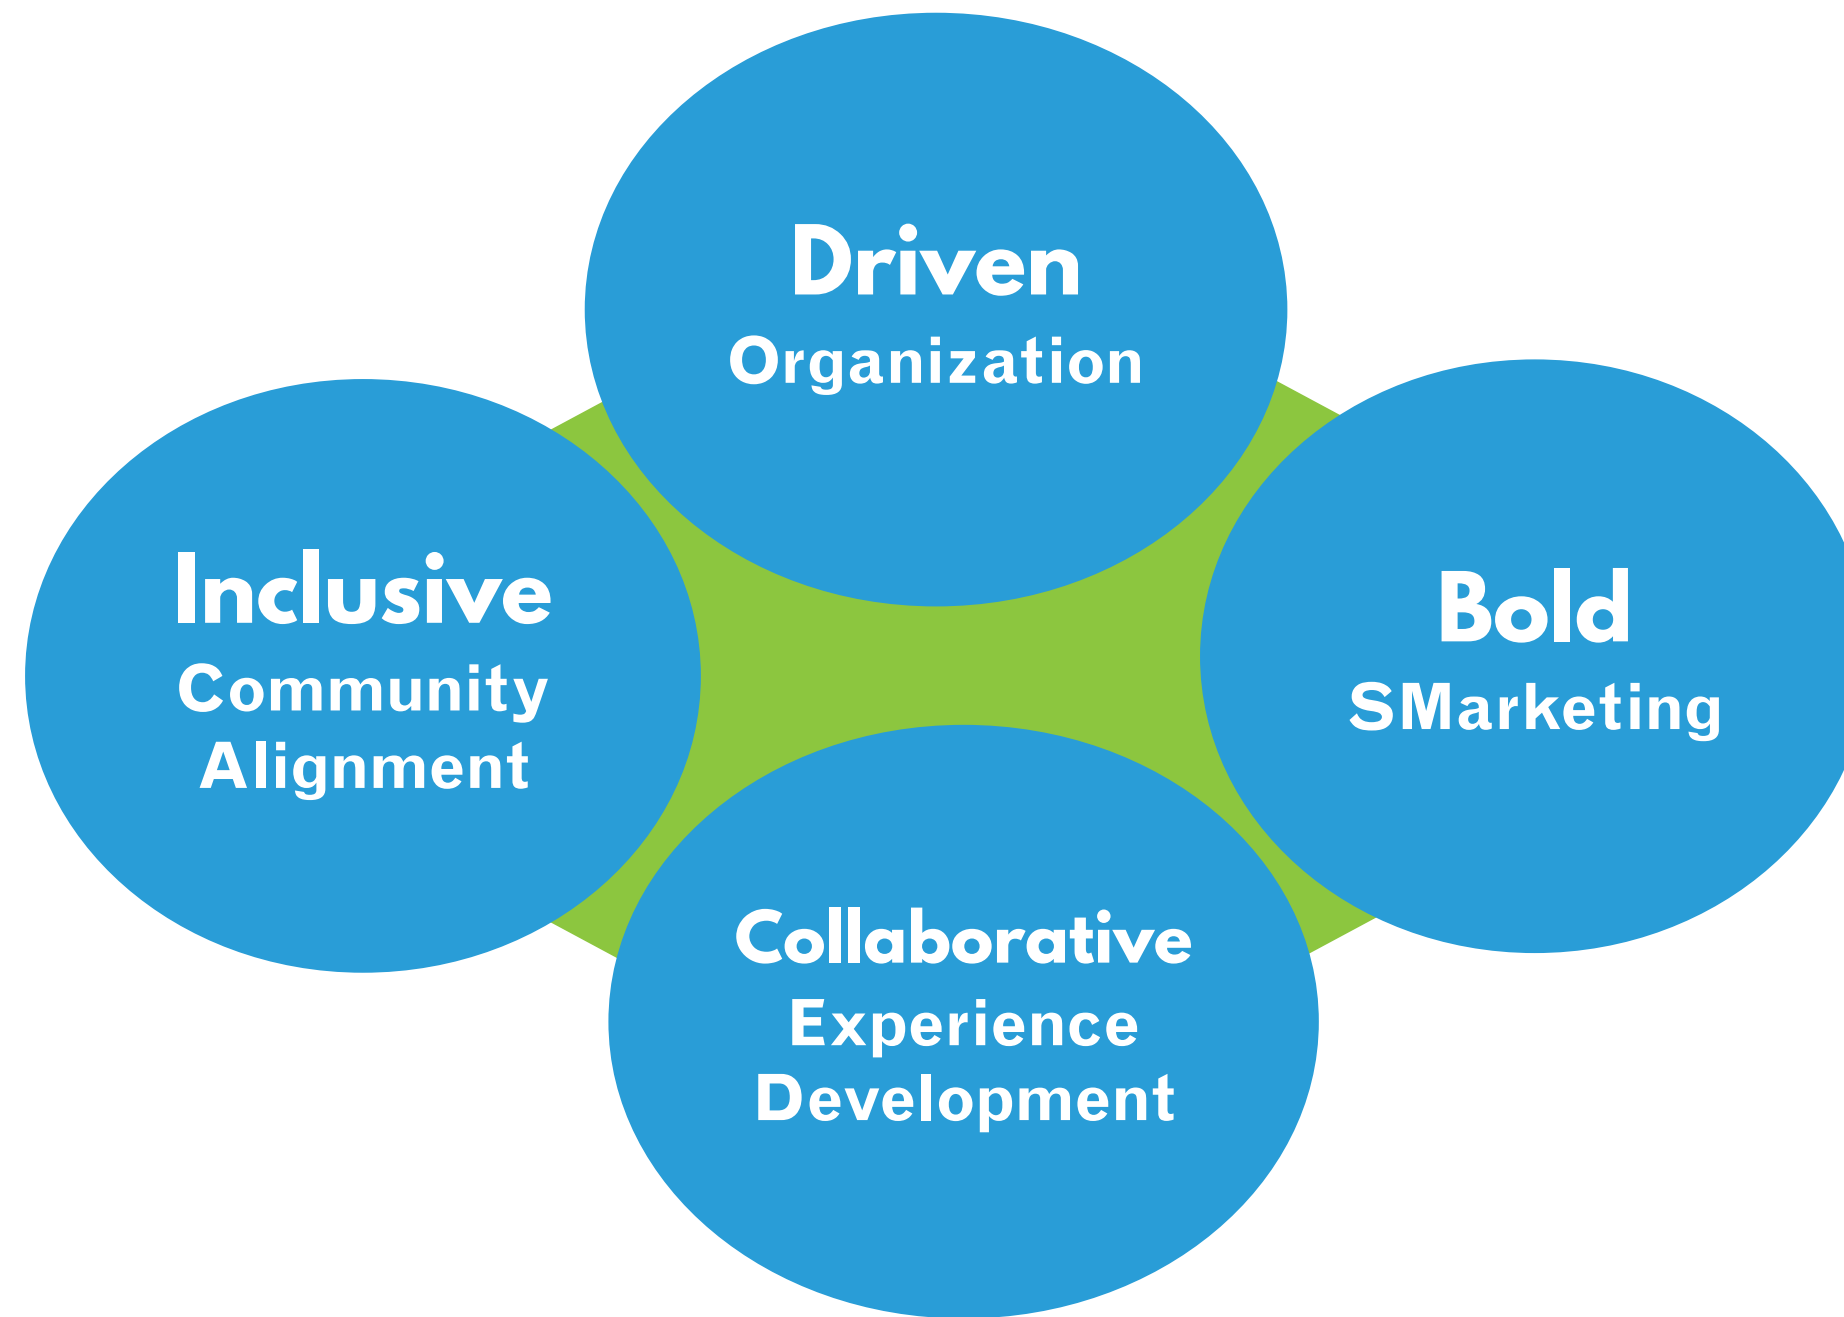 Driven
Organization
Inclusive
Community
Alignment
Bold
SMarketing
Collaborative
Experience
Development